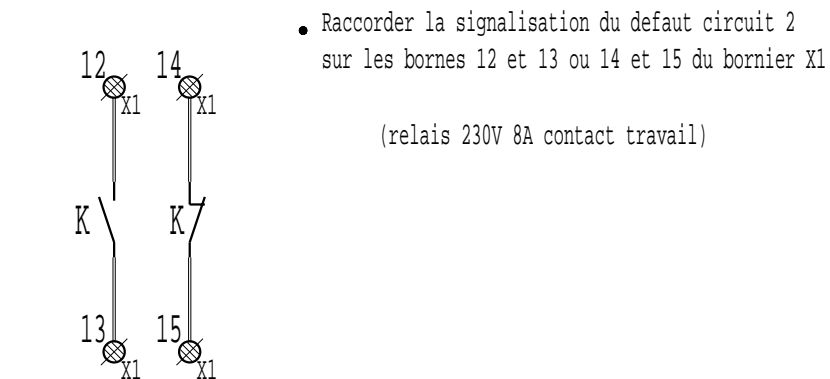 Raccorder la signalisation du defaut circuit 2
sur les bornes 12 et 13 ou 14 et 15 du bornier X1
(relais 230V 8A contact travail)
12 14
X1 X1
K K
13 15
X1 X1